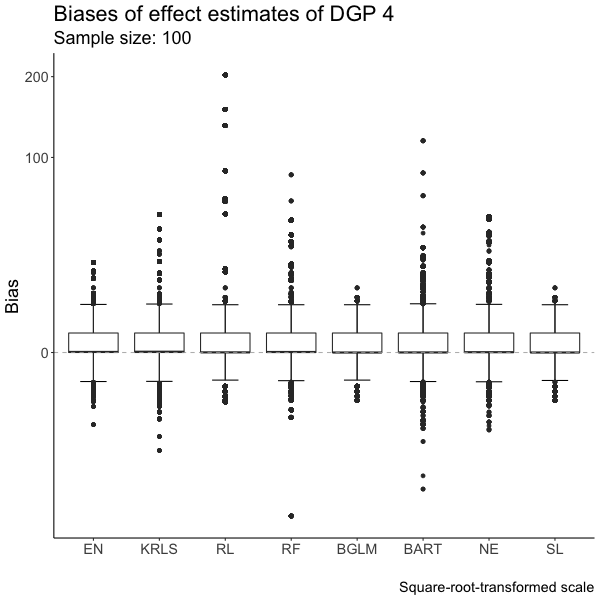 Biases of effect estimates of DGP 4
Sample size: 100
200
100
0
Bias
EN KRLS RL RF BGLM BART NE SL
Square-root-transformed scale